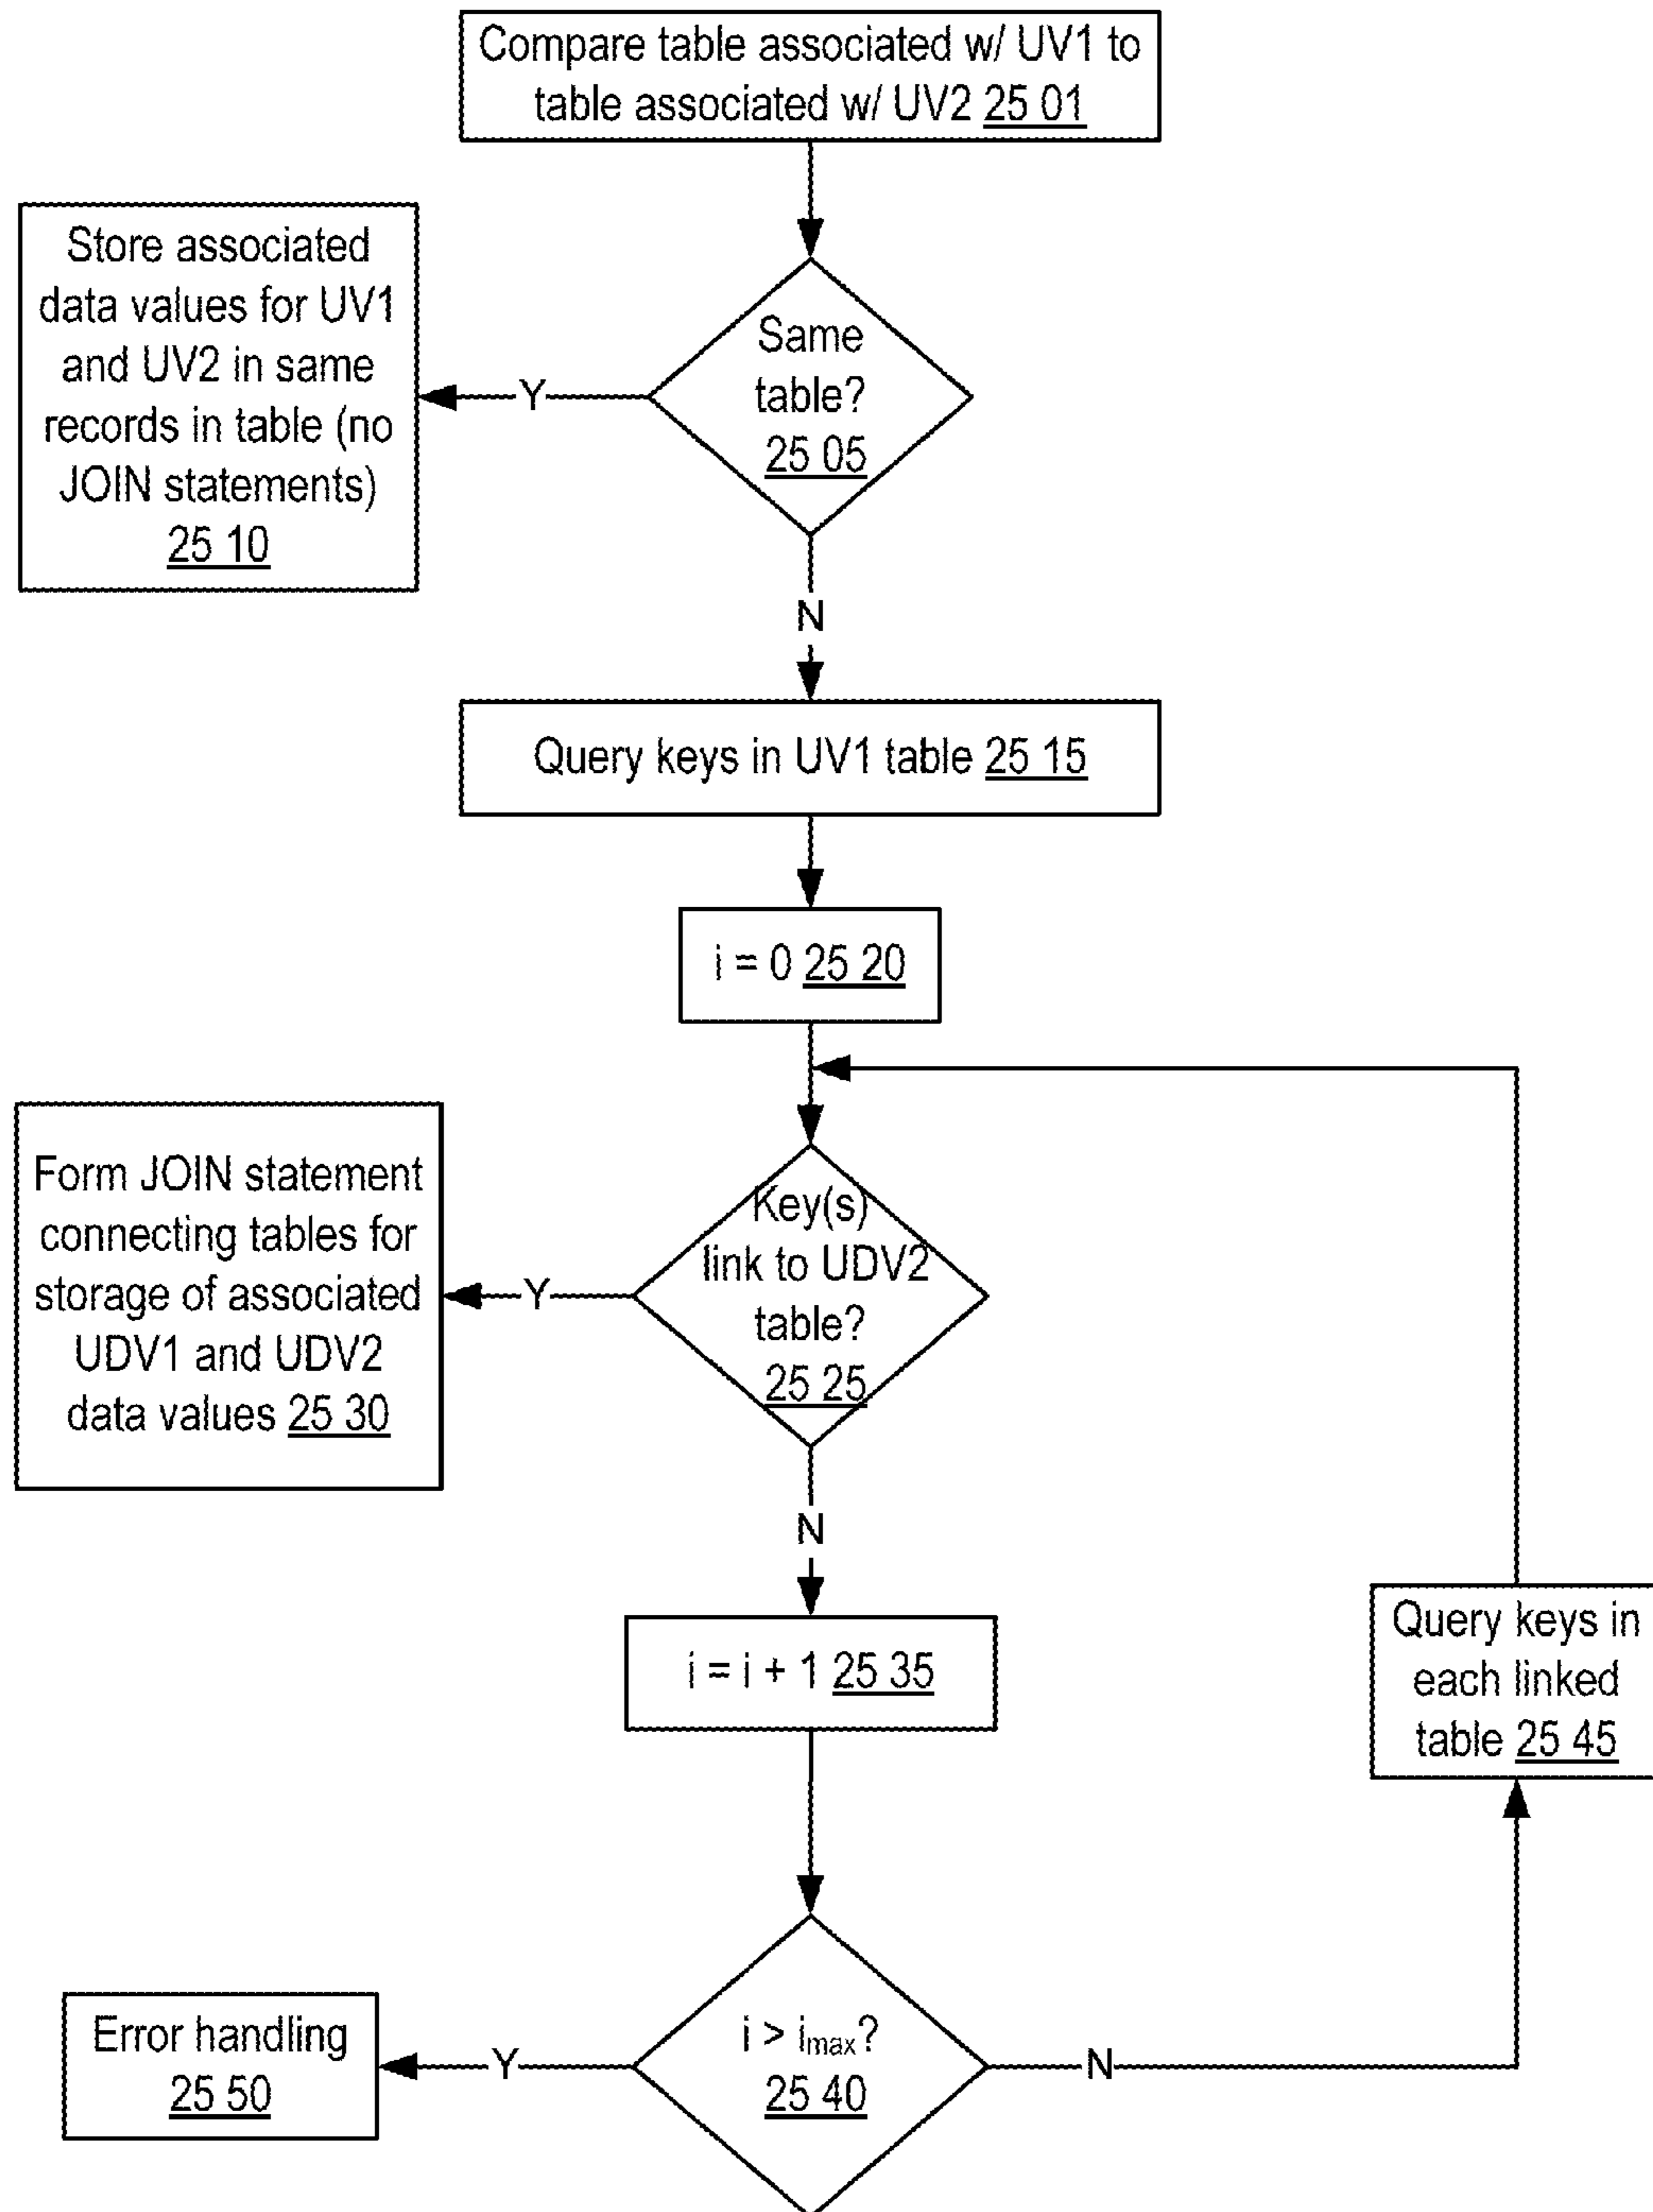 Compare table associated w/ UV1 to
table associated w/ UV2 25 01
Same
table?
25 05
Y
Store associated
data values for UV1
and UV2 in same
records in table (no
JOIN statements)
25 10
N
Query keys in UV1 table 25 15
i = 0 25 20
Key(s)
link to UDV2
table?
25 25
Y
Form JOIN statement
connecting tables for
storage of associated
UDV1 and UDV2
data values 25 30
N
i = i + 1 25 35
Query keys in
each linked
table 25 45
i > imax?
25 40
Y
N
Error handling
25 50